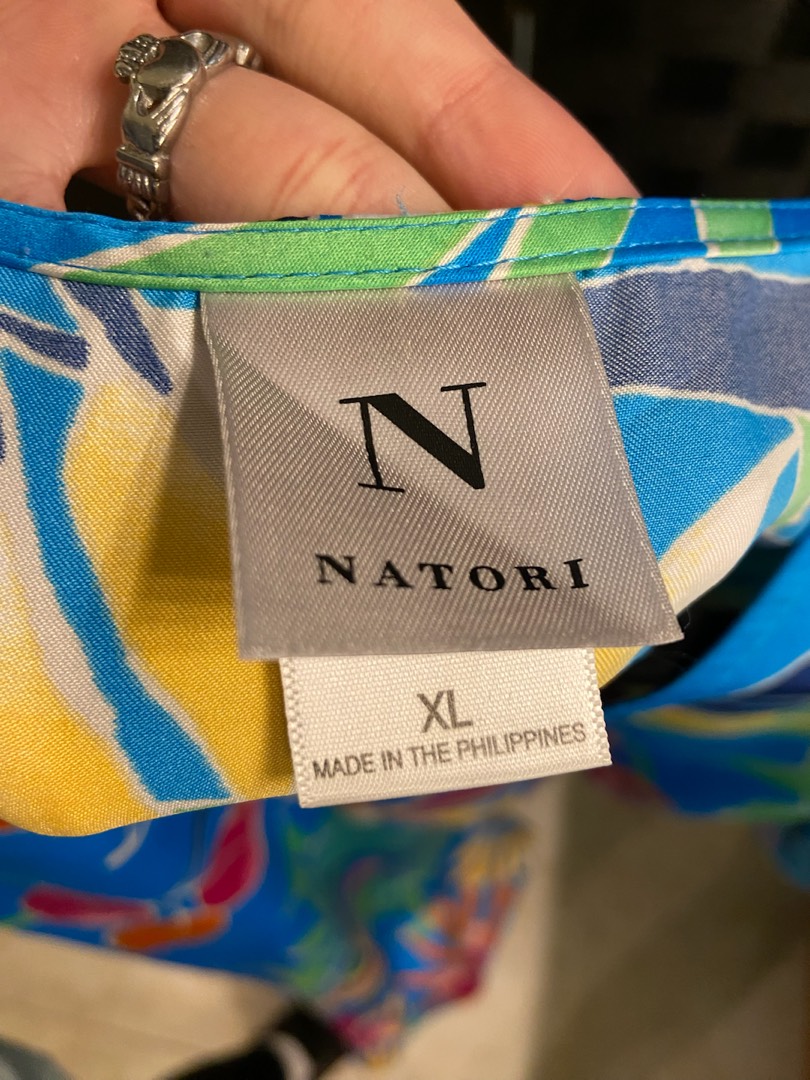 N
NATORI
XL
MADE IN THE PHILIPPINES